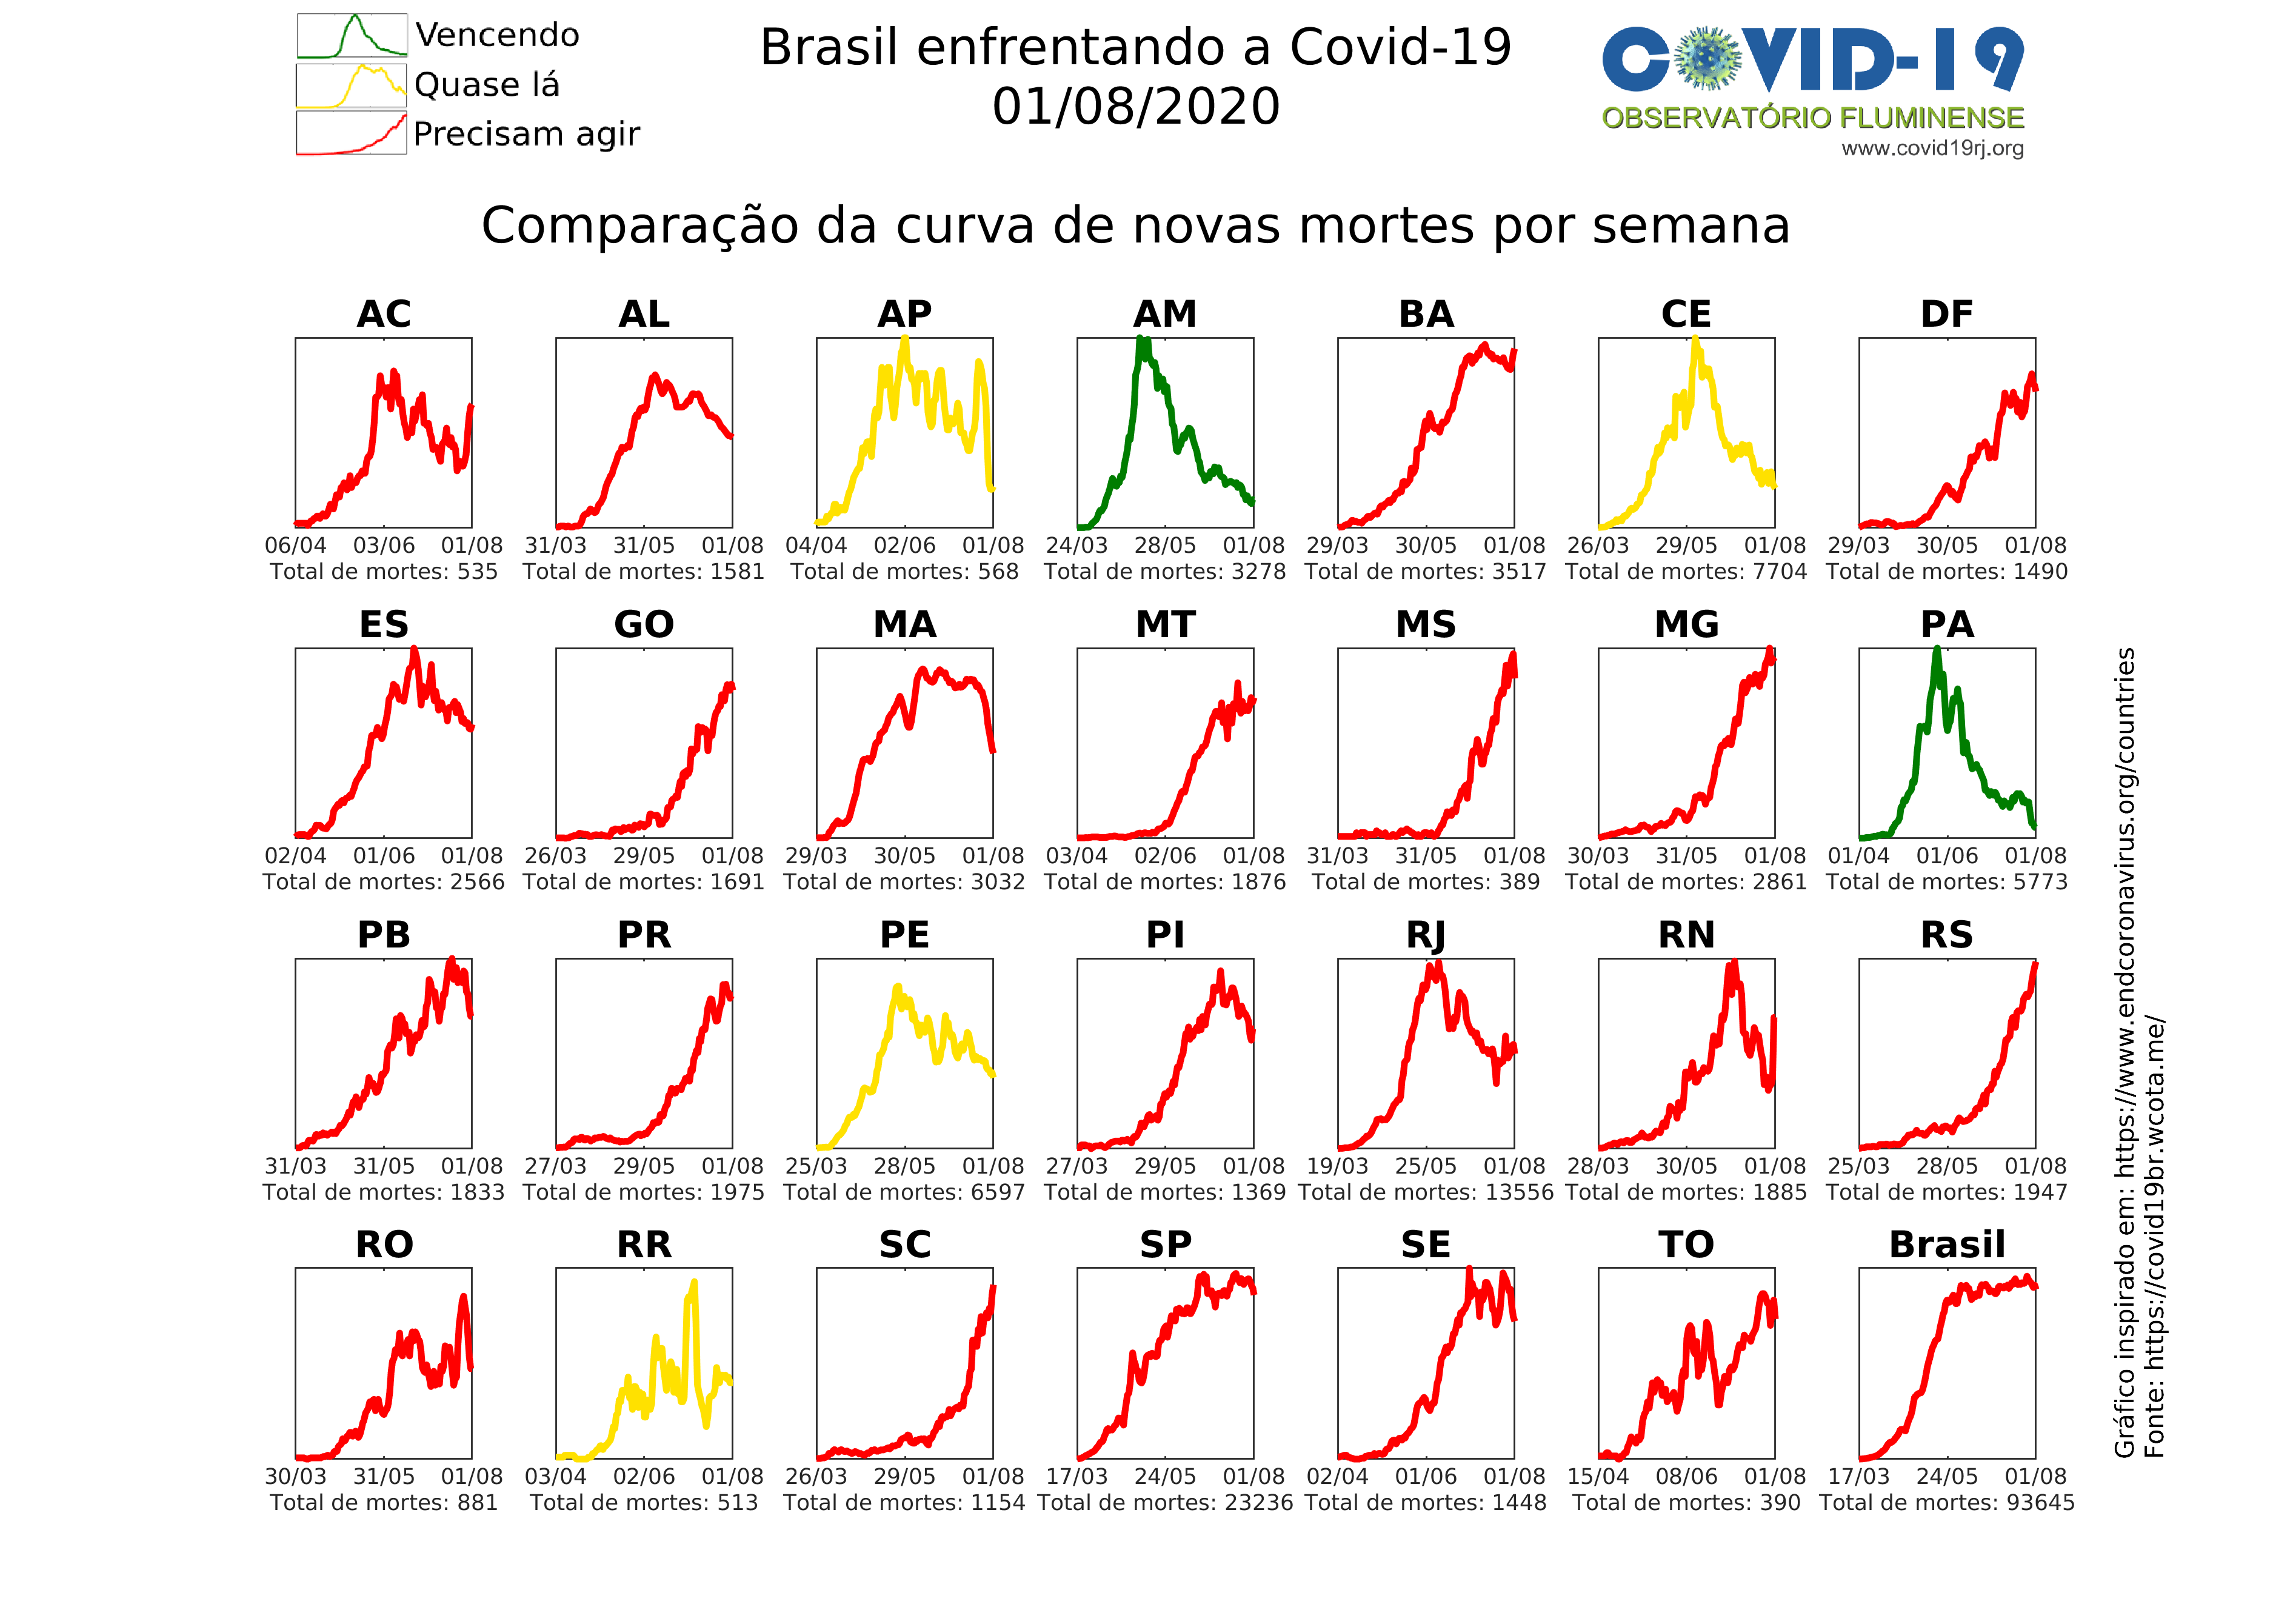 Vencendo
Quase lá
Precisam agir
Brasil enfrentando a Covid-19
01/08/2020
COVID-19
OBSERVATÓRIO FLUMINENSE
www.covid19rj.org
Comparação da curva de novas mortes por semana
AC AL AP AM BA CE DF
06/04 03/06 01/08 31/03 31/05 01/08 04/04 02/06 01/08 24/03 28/05 01/08 29/03 30/05 01/08 26/03 29/05 01/08 29/03 30/05 01/08
Total de mortes: 535 Total de mortes: 1581 Total de mortes: 568 Total de mortes: 3278 Total de mortes: 3517 Total de mortes: 7704 Total de mortes: 1490
ES GO MA MT MS MG PA
02/04 01/06 01/08 26/03 29/05 01/08 29/03 30/05 01/08 03/04 02/06 01/08 31/03 31/05 01/08 30/03 31/05 01/08 01/04 01/06 01/08
Total de mortes: 2566 Total de mortes: 1691 Total de mortes: 3032 Total de mortes: 1876 Total de mortes: 389 Total de mortes: 2861 Total de mortes: 5773
PB PR PE PI RJ RN RS
31/03 31/05 01/08 27/03 29/05 01/08 25/03 28/05 01/08 27/03 29/05 01/08 19/03 25/05 01/08 28/03 30/05 01/08 25/03 28/05 01/08
Total de mortes: 1833 Total de mortes: 1975 Total de mortes: 6597 Total de mortes: 1369 Total de mortes: 13556 Total de mortes: 1885 Total de mortes: 1947
RO RR SC SP SE TO Brasil
30/03 31/05 01/08 03/04 02/06 01/08 26/03 29/05 01/08 17/03 24/05 01/08 02/04 01/06 01/08 15/04 08/06 01/08 17/03 24/05 01/08
Total de mortes: 881 Total de mortes: 513 Total de mortes: 1154 Total de mortes: 23236 Total de mortes: 1448 Total de mortes: 390 Total de mortes: 93645
Gráfico inspirado em: https://www.endcoronavirus.org/countries
Fonte: https://covid19br.wcota.me/